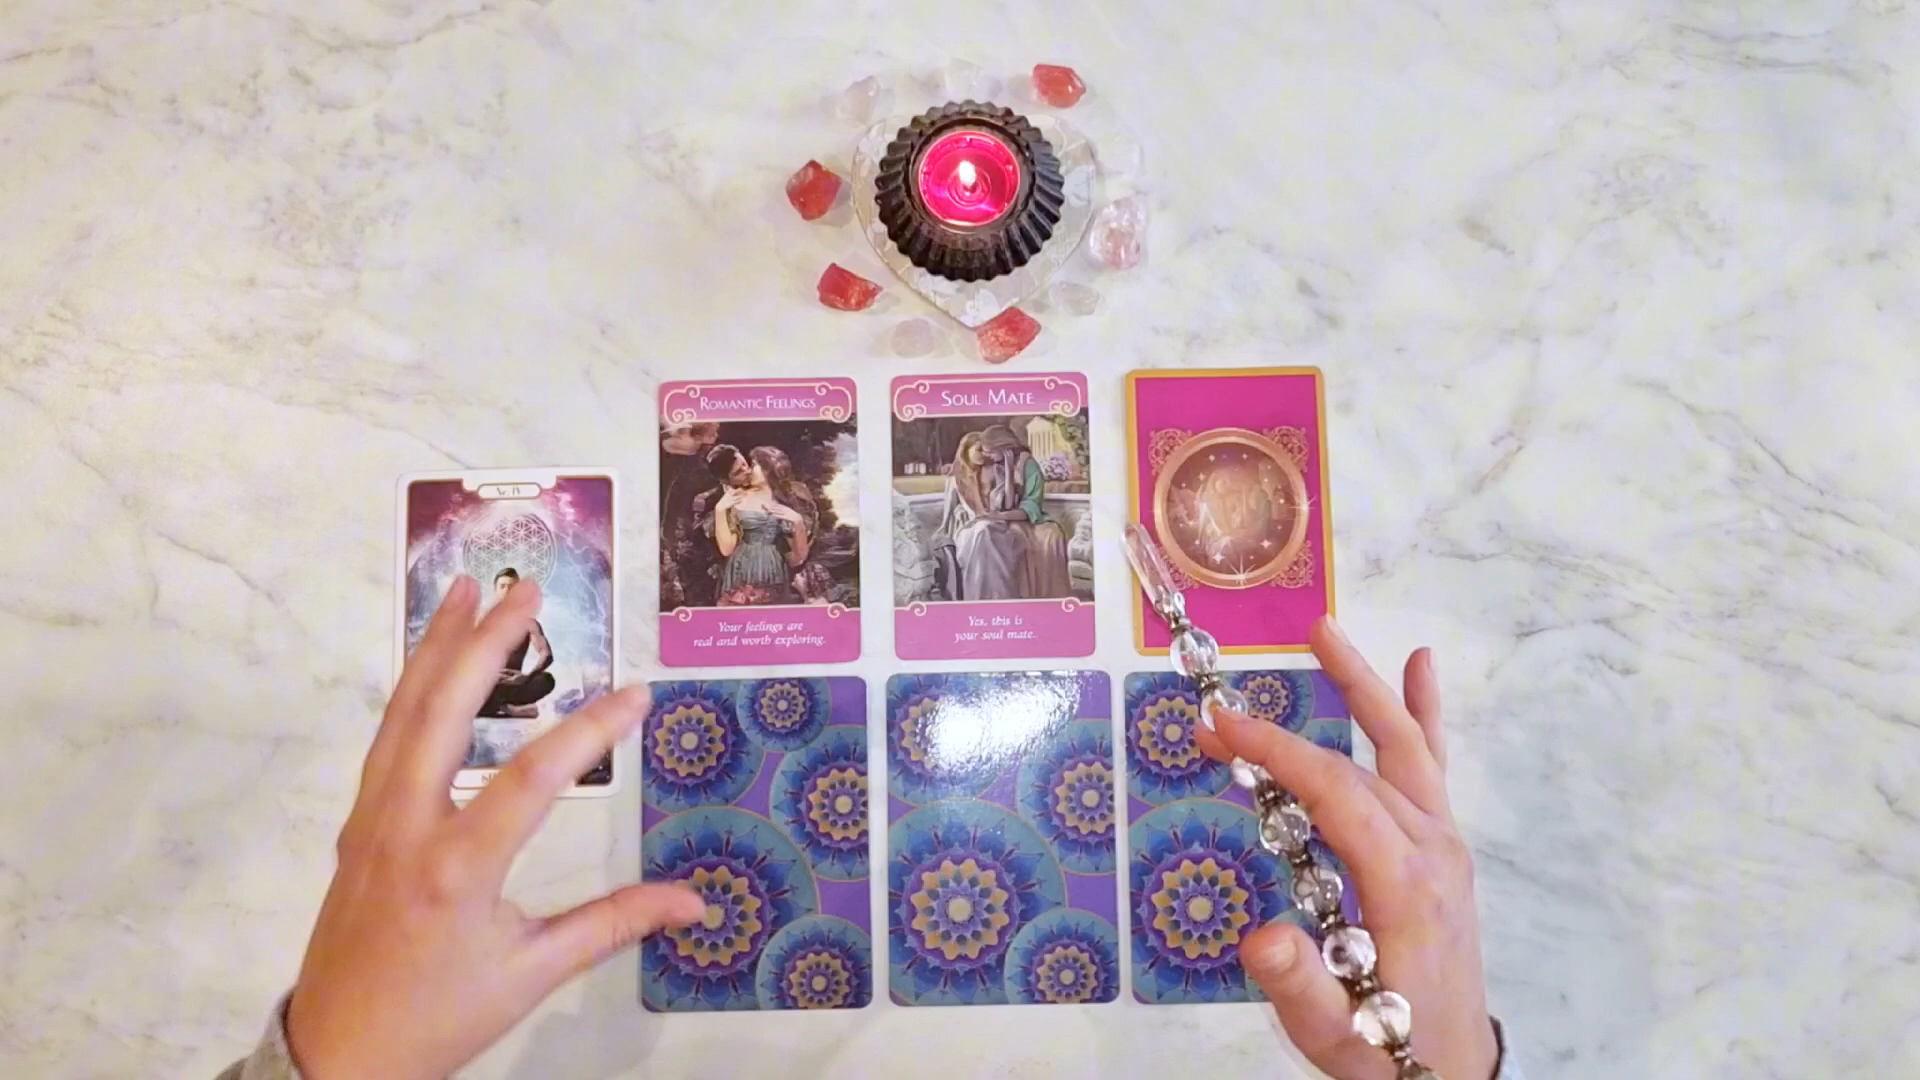 ROMANTIC FEELINGS
Your feelings are
real and worth exploring.
SOUL MATE
Yes, this is
your soul mate.